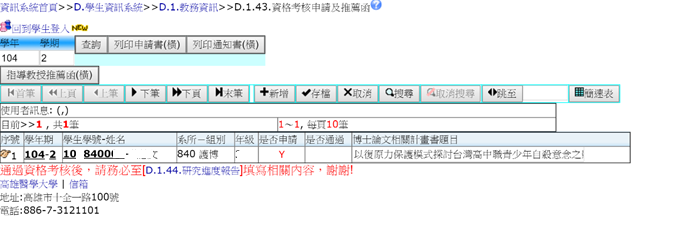 資訊系統首頁>>D.學生資訊系統>>D.1.教務資訊>>D.1.43.資格考核申請及推薦函
回到學生登入 NEW
學年 學期 查詢 列印申請書(橫) 列印通知書(橫)
104 2
指導教授推薦函(橫)
首筆 上頁 上筆 下筆 下頁 末筆 新增 存檔 取消 搜尋 取消搜尋 跳至 簡速表
使用者訊息: (,)
目前>>1 , 共1筆 1~1, 每頁10筆
序號 學年期 學生學號-姓名 系所－組別 年級 是否申請 是否通過 博士論文相關計畫書題目
1 104-2 10 8400 - 840 護博 Y 以復原力保護模式探討台灣高中職青少年自殺意念之
通過資格考核後，請務必至[D.1.44.研究進度報告]填寫相關內容，謝謝!
高雄醫學大學 | 信箱
地址:高雄市十全一路100號
電話:886-7-3121101